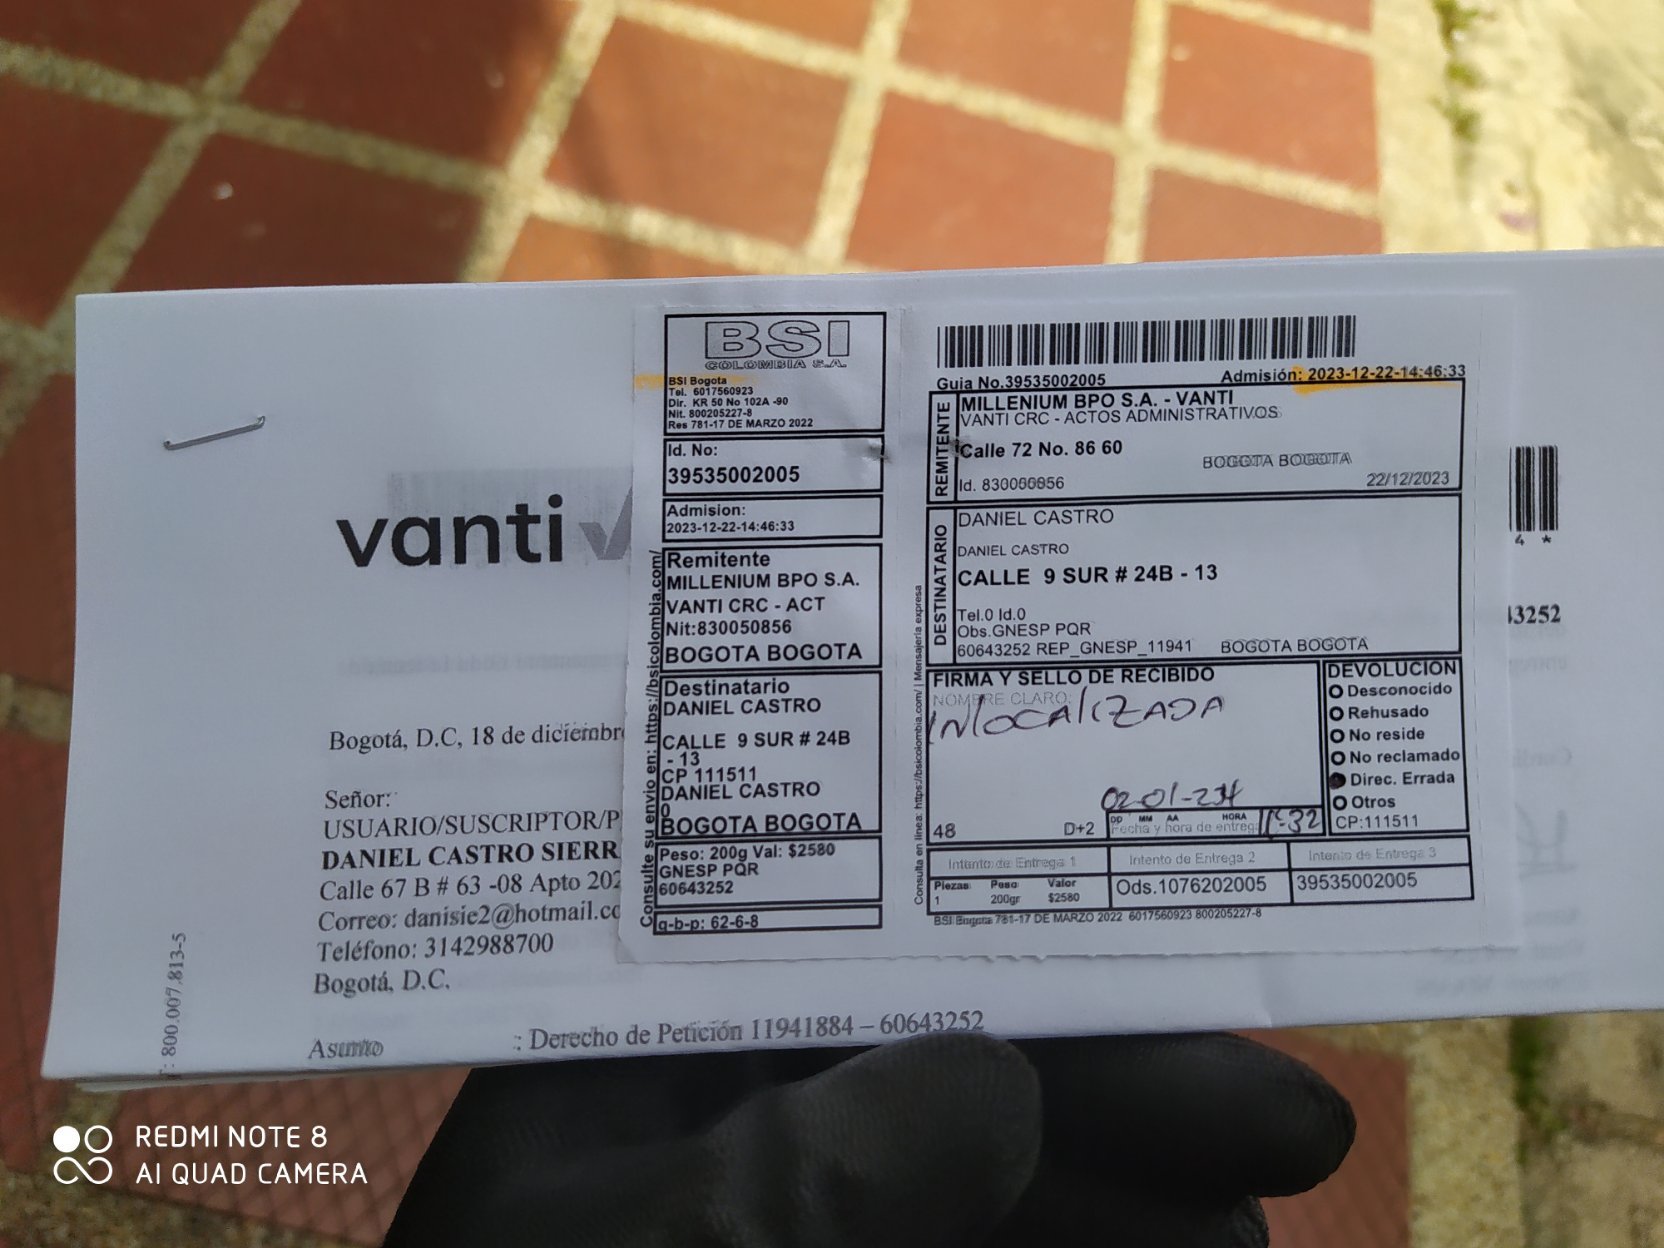 BSI
COLOMBIA S.A.
BSI Bogota
Tel. 6017560923
Dir. KR 50 No 102A -90
Nit. 800205227-8
Res 781-17 DE MARZO 2022
Id. No:
39535002005
Admision:
2023-12-22-14:46:33
Remitente
MILLENIUM BPO S.A.
VANTI CRC - ACT
Nit:830050856
BOGOTA BOGOTA
Destinatario
DANIEL CASTRO
CALLE 9 SUR # 24B
- 13
CP 111511
DANIEL CASTRO
0
BOGOTA BOGOTA
Peso: 200g Val: $2580
GNESP PQR
60643252
q-b-p: 62-6-8
Consulte su envio en: https://bsicolombia.com/
Guia No.39535002005 Admisión: 2023-12-22-14:46:33
REMITENTE
MILLENIUM BPO S.A. - VANTI
VANTI CRC - ACTOS ADMINISTRATIVOS
Calle 72 No. 86 60
BOGOTA BOGOTA
Id. 830050856 22/12/2023
DESTINATARIO
DANIEL CASTRO
DANIEL CASTRO
CALLE 9 SUR # 24B - 13
Tel.0 Id.0
Obs.GNESP PQR
60643252 REP_GNESP_11941 BOGOTA BOGOTA
FIRMA Y SELLO DE RECIBIDO
NOMBRE CLARO:
INlOCAlIZADA
02-01-24
48 D+2
DD MM AA HORA
Fecha y hora de entrega
DEVOLUCION
Desconocido
Rehusado
No reside
No reclamado
Direc. Errada
Otros
CP:111511
Intento de Entrega 1 Intento de Entrega 2 Intento de Entrega 3
Piezas Peso Valor
1 200gr $2580
Ods.1076202005 39535002005
BSI Bogota 781-17 DE MARZO 2022 6017560923 800205227-8
Consulta en linea: https://bsicolombia.com/ | Mensajeria expresa
vanti
4 *
43252
Bogotá, D.C, 18 de diciembre
Señor:
USUARIO/SUSCRIPTOR/P
DANIEL CASTRO SIERR
Calle 67 B # 63 -08 Apto 202
Correo: danisie2@hotmail.co
Teléfono: 3142988700
Bogotá, D.C.
Asunto : Derecho de Petición 11941884 – 60643252
T: 800.007.813-5
REDMI NOTE 8
AI QUAD CAMERA